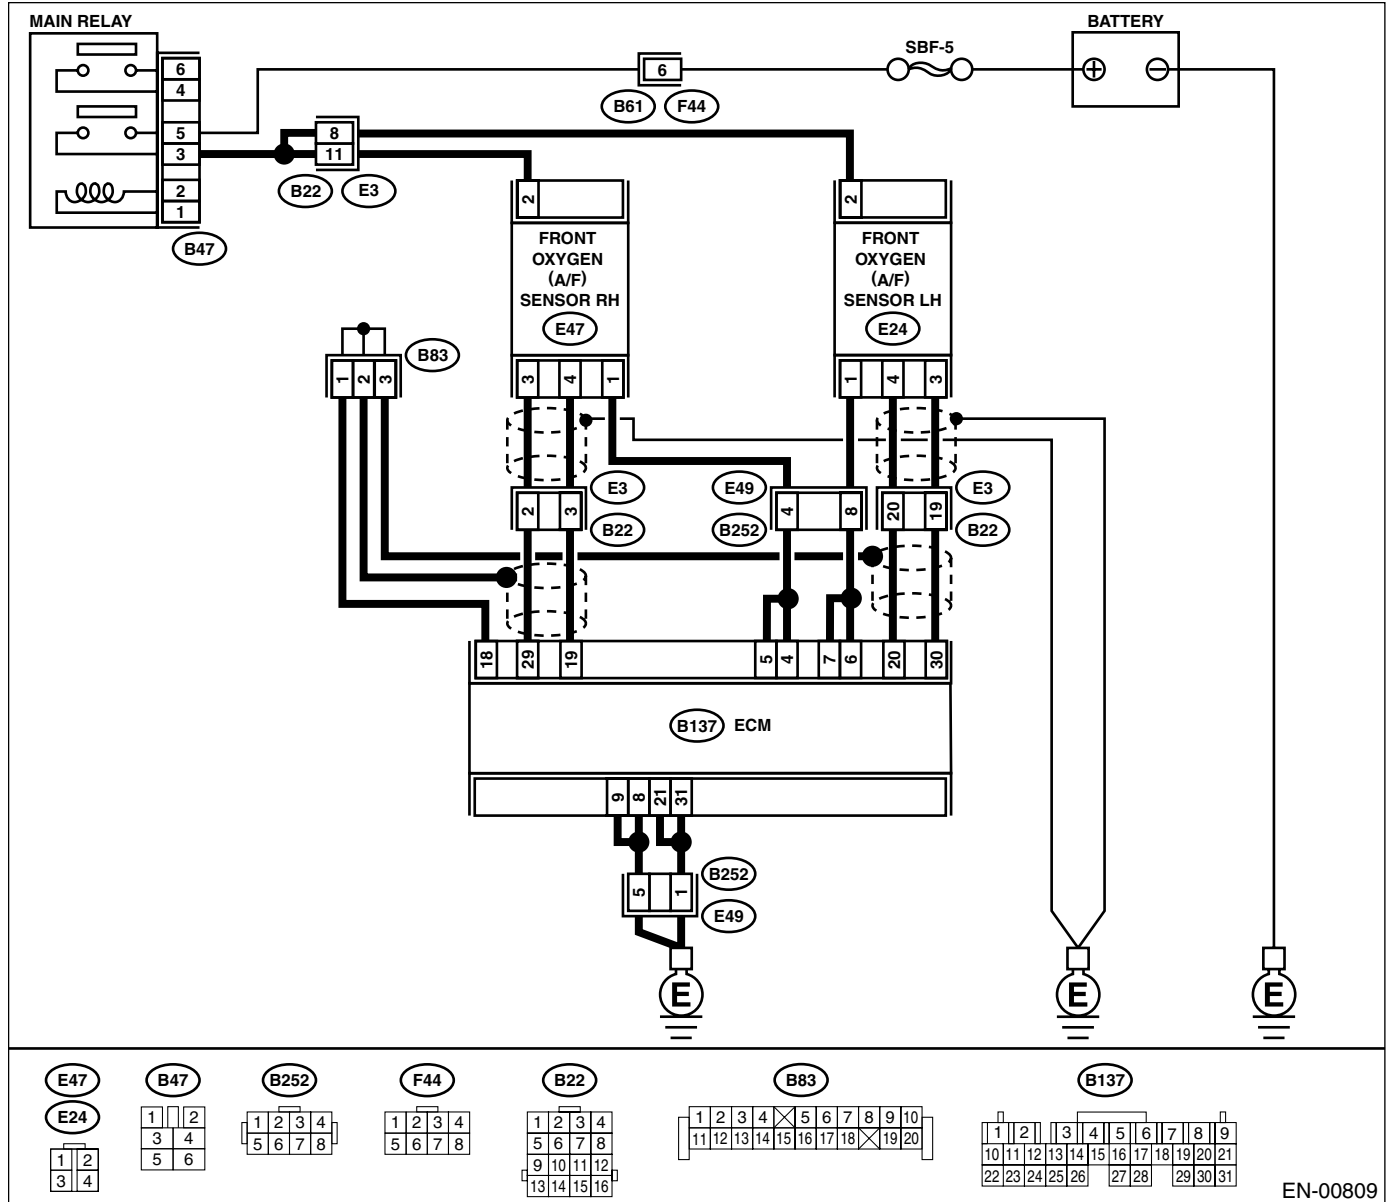 MAIN RELAY
BATTERY
SBF-5
6
4
5
3
2
1
B47
6
B61 F44
8
11
B22 E3
2
FRONT
OXYGEN
(A/F)
SENSOR RH
E47
2
FRONT
OXYGEN
(A/F)
SENSOR LH
E24
B83
1 2 3
3 4 1
1 4 3
E3
B22
2 3
E49
B252
4 8
20 19
E3
B22
18 29 19 5 4 7 6 20 30
B137 ECM
9 8 21 31
5 1
B252
E49
E E E
E47
E24
1 2
3 4
B47
1 2
3 4
5 6
B252
1 2 3 4
5 6 7 8
F44
1 2 3 4
5 6 7 8
B22
1 2 3 4
5 6 7 8
9 10 11 12
13 14 15 16
B83
1 2 3 4 5 6 7 8 9 10
11 12 13 14 15 16 17 18 19 20
B137
1 2 3 4 5 6 7 8 9
10 11 12 13 14 15 16 17 18 19 20 21
22 23 24 25 26 27 28 29 30 31
EN-00809